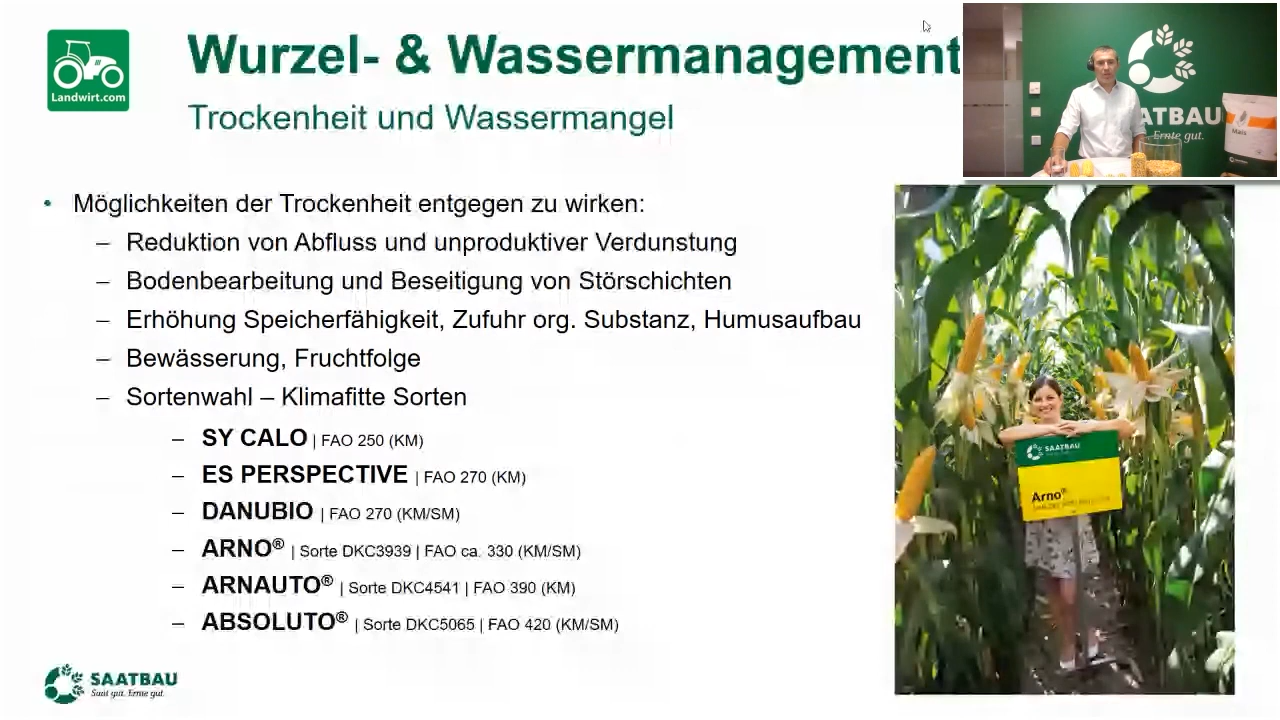 Landwirt.com
Wurzel- & Wassermanagement
Trockenheit und Wassermangel
ATBAU
Ernte gut.
Mais
• Möglichkeiten der Trockenheit entgegen zu wirken:
– Reduktion von Abfluss und unproduktiver Verdunstung
– Bodenbearbeitung und Beseitigung von Störschichten
– Erhöhung Speicherfähigkeit, Zufuhr org. Substanz, Humusaufbau
– Bewässerung, Fruchtfolge
– Sortenwahl – Klimafitte Sorten
– SY CALO | FAO 250 (KM)
– ES PERSPECTIVE | FAO 270 (KM)
– DANUBIO | FAO 270 (KM/SM)
– ARNO® | Sorte DKC3939 | FAO ca. 330 (KM/SM)
– ARNAUTO® | Sorte DKC4541 | FAO 390 (KM)
– ABSOLUTO® | Sorte DKC5065 | FAO 420 (KM/SM)
SAATBAU
Arno®
SAATBAU
Saat gut. Ernte gut.